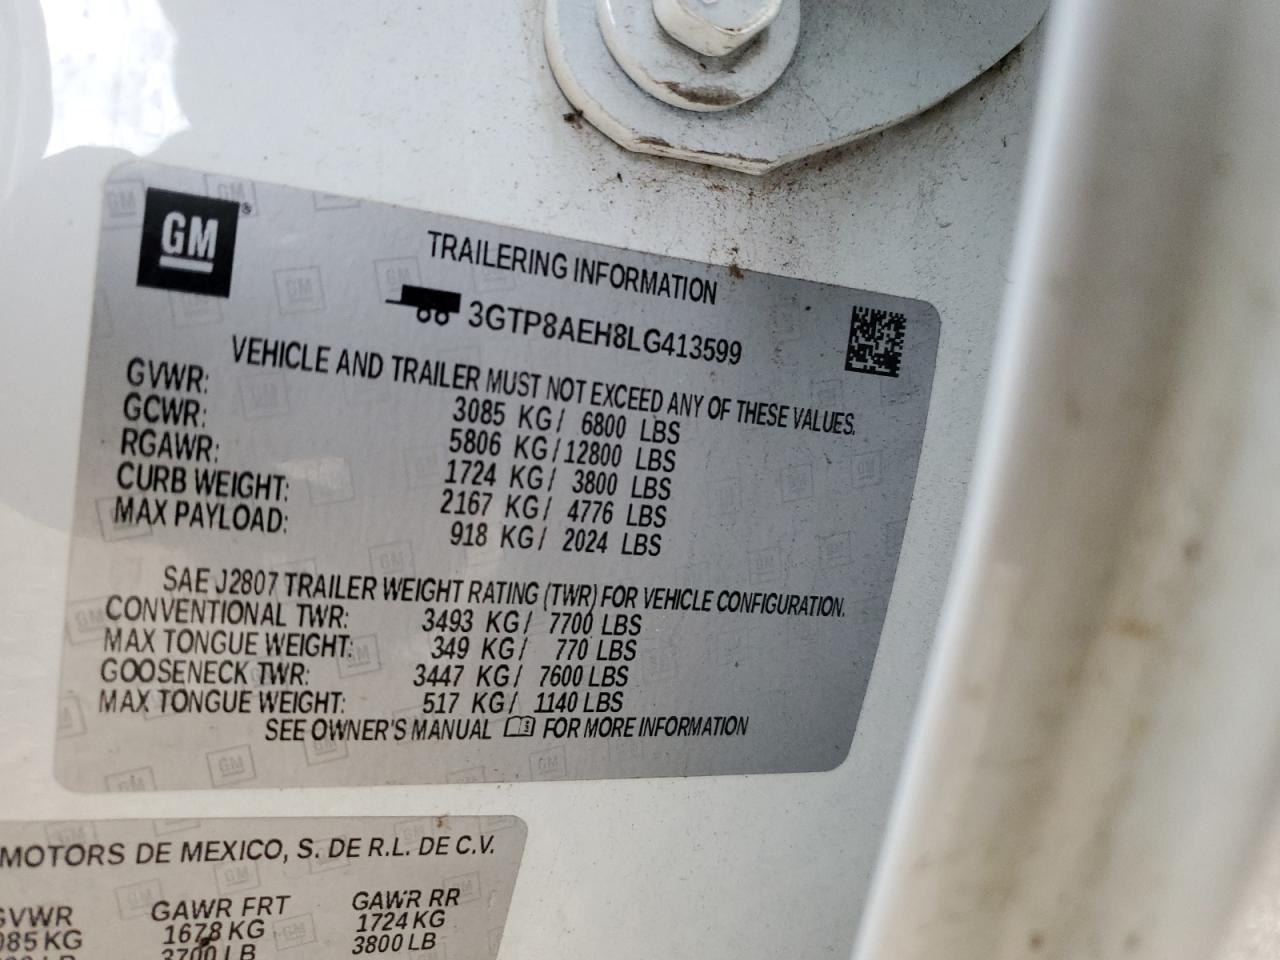 GM®
TRAILERING INFORMATION
3GTP8AEH8LG413599
VEHICLE AND TRAILER MUST NOT EXCEED ANY OF THESE VALUES.
GVWR: 3085 KG/ 6800 LBS
GCWR: 5806 KG/12800 LBS
RGAWR: 1724 KG/ 3800 LBS
CURB WEIGHT: 2167 KG/ 4776 LBS
MAX PAYLOAD: 918 KG/ 2024 LBS
SAE J2807 TRAILER WEIGHT RATING (TWR) FOR VEHICLE CONFIGURATION.
CONVENTIONAL TWR: 3493 KG/ 7700 LBS
MAX TONGUE WEIGHT: 349 KG/ 770 LBS
GOOSENECK TWR: 3447 KG/ 7600 LBS
MAX TONGUE WEIGHT: 517 KG/ 1140 LBS
SEE OWNER'S MANUAL FOR MORE INFORMATION
MOTORS DE MEXICO, S. DE R.L. DE C.V.
GVWR GAWR FRT GAWR RR
085 KG 1678 KG 1724 KG
3700 LB 3800 LB